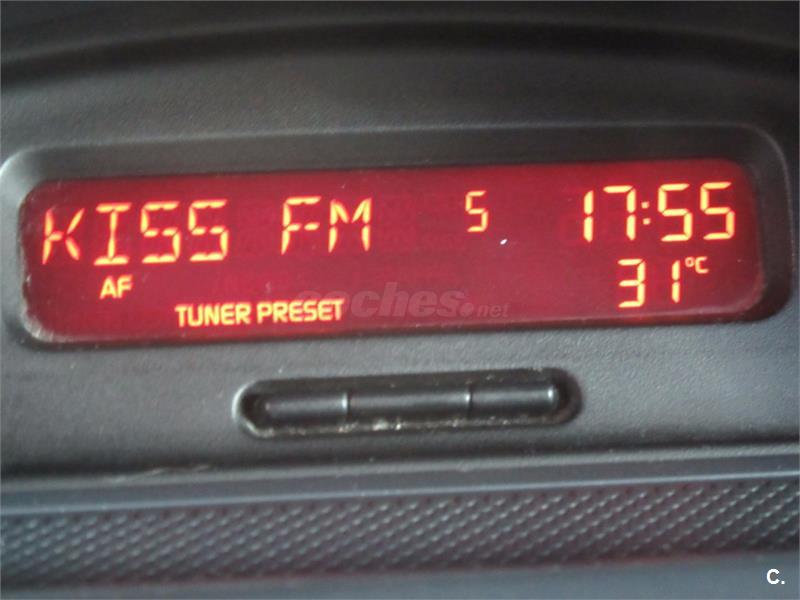 KISS FM 5 17:55
AF 31°C
TUNER PRESET
coches.net
C.